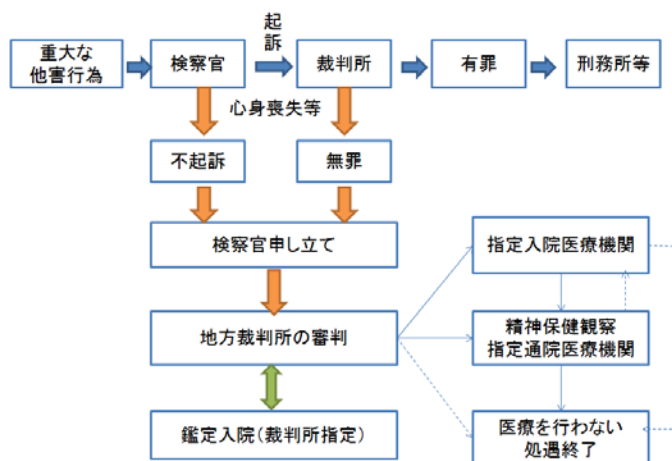 起
訴
重大な
他害行為
検察官
裁判所
有罪
刑務所等
心身喪失等
不起訴
無罪
検察官申し立て
指定入院医療機関
地方裁判所の審判
精神保健観察
指定通院医療機関
鑑定入院(裁判所指定)
医療を行わない
処遇終了